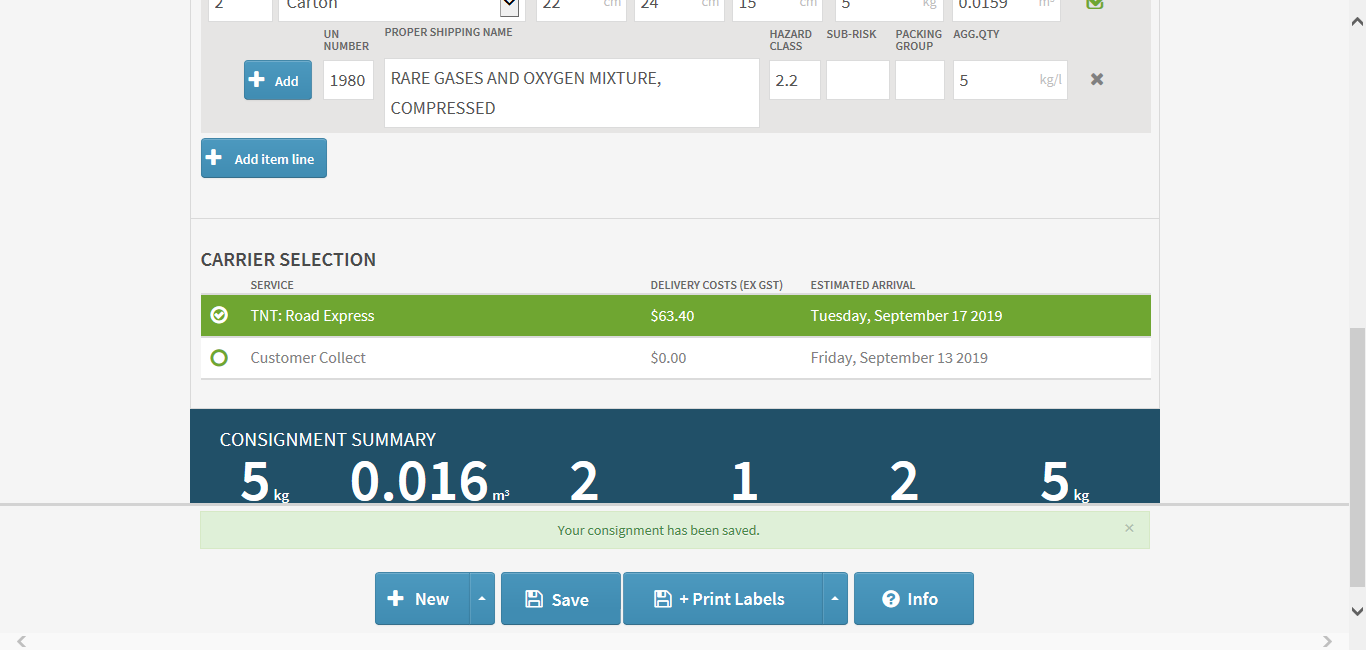 2 Carton 22 cm 24 cm 15 cm 5 kg 0.0159 m³
UN NUMBER PROPER SHIPPING NAME HAZARD CLASS SUB-RISK PACKING GROUP AGG.QTY
Add 1980 RARE GASES AND OXYGEN MIXTURE, 2.2 5 kg/l
COMPRESSED
Add item line
CARRIER SELECTION
SERVICE DELIVERY COSTS (EX GST) ESTIMATED ARRIVAL
TNT: Road Express $63.40 Tuesday, September 17 2019
Customer Collect $0.00 Friday, September 13 2019
CONSIGNMENT SUMMARY
5 kg 0.016 m³ 2 1 2 5 kg
Your consignment has been saved. ×
New Save + Print Labels Info